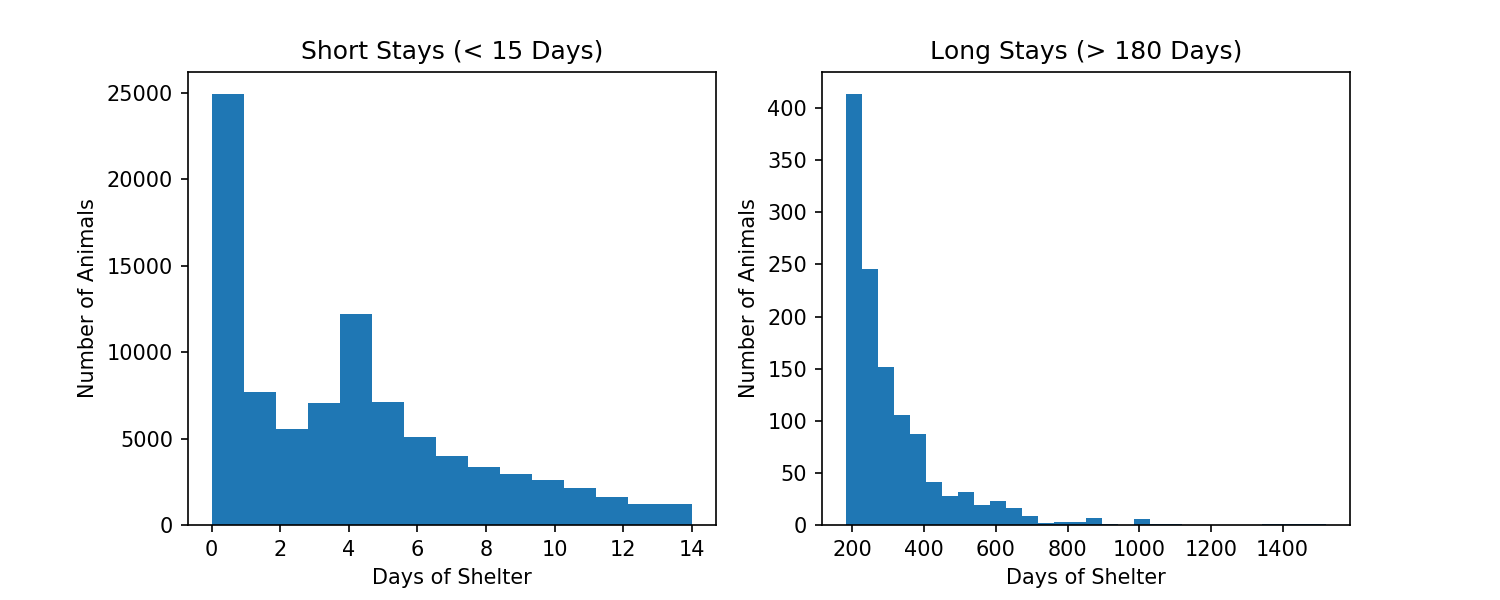 Short Stays (< 15 Days)
25000
20000
15000
10000
5000
0
Number of Animals
0 2 4 6 8 10 12 14
Days of Shelter
Long Stays (> 180 Days)
400
350
300
250
200
150
100
50
0
Number of Animals
200 400 600 800 1000 1200 1400
Days of Shelter